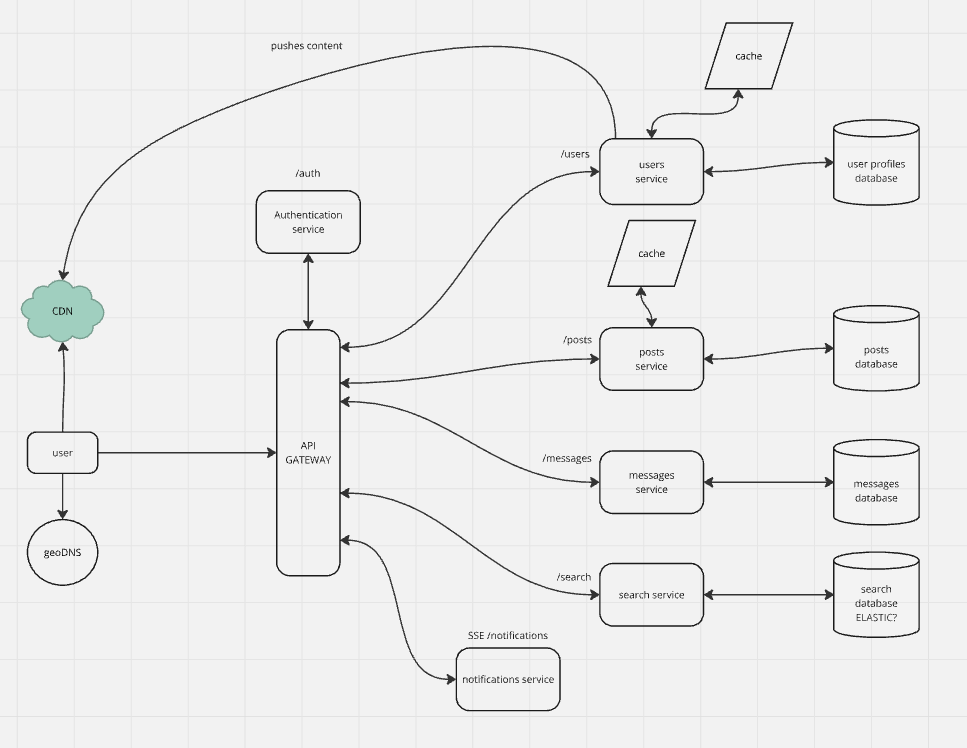 pushes content
cache
/users
users
service
user profiles
database
/auth
Authentication
service
cache
CDN
/posts
posts
service
posts
database
user
API
GATEWAY
/messages
messages
service
messages
database
geoDNS
/search
search service
search
database
ELASTIC?
SSE /notifications
notifications service